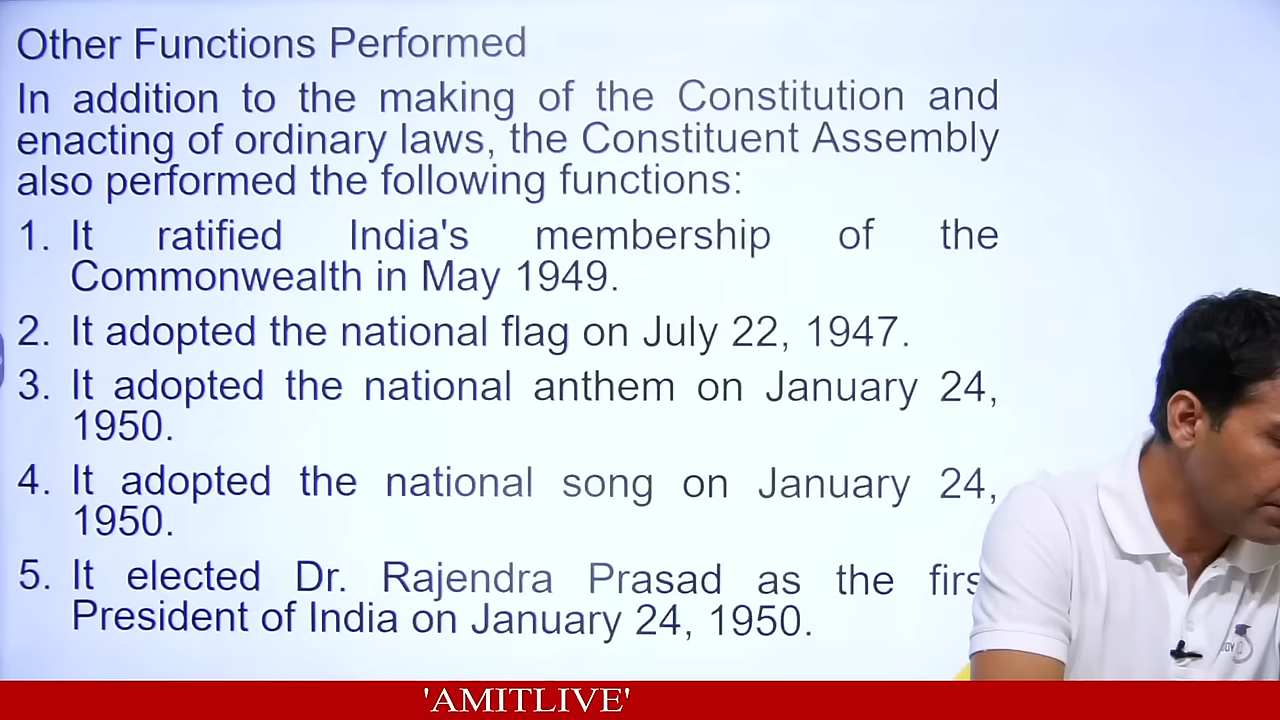 Other Functions Performed
In addition to the making of the Constitution and
enacting of ordinary laws, the Constituent Assembly
also performed the following functions:
1. It ratified India's membership of the
Commonwealth in May 1949.
2. It adopted the national flag on July 22, 1947.
3. It adopted the national anthem on January 24,
1950.
4. It adopted the national song on January 24,
1950.
5. It elected Dr. Rajendra Prasad as the first
President of India on January 24, 1950.
'AMITLIVE'